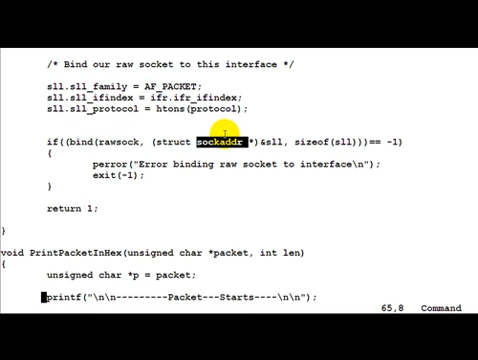 /* Bind our raw socket to this interface */
sll.sll_family = AF_PACKET;
sll.sll_ifindex = ifr.ifr_ifindex;
sll.sll_protocol = htons(protocol);
if((bind(rawsock, (struct sockaddr *)&sll, sizeof(sll)))== -1)
{
perror("Error binding raw socket to interface\n");
exit(-1);
}
return 1;
}
void PrintPacketInHex(unsigned char *packet, int len)
{
unsigned char *p = packet;
printf("\n\n---------Packet---Starts----\n\n");
65,8 Command